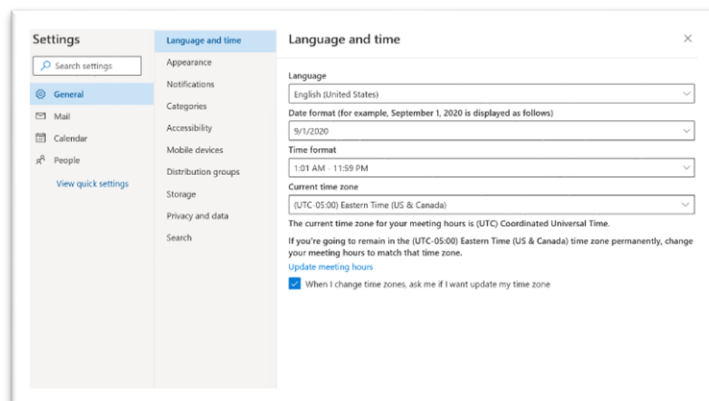 Settings
Search settings
General
Mail
Calendar
People
View quick settings
Language and time
Appearance
Notifications
Categories
Accessibility
Mobile devices
Distribution groups
Storage
Privacy and data
Search
Language and time
Language
English (United States)
Date format (for example, September 1, 2020 is displayed as follows)
9/1/2020
Time format
1:01 AM - 11:59 PM
Current time zone
(UTC-05:00) Eastern Time (US & Canada)
The current time zone for your meeting hours is (UTC) Coordinated Universal Time.
If you're going to remain in the (UTC-05:00) Eastern Time (US & Canada) time zone permanently, change
your meeting hours to match that time zone.
Update meeting hours
When I change time zones, ask me if I want update my time zone